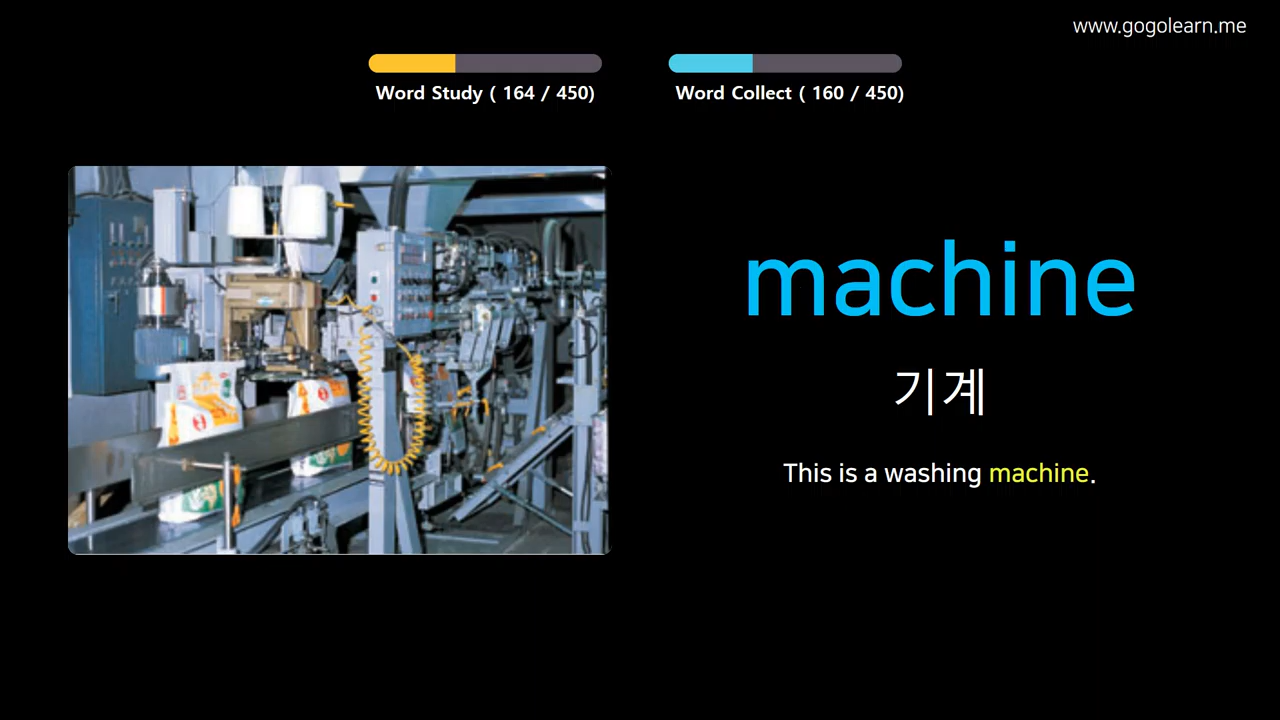 www.gogolearn.me
Word Study ( 164 / 450)
Word Collect ( 160 / 450)
machine
기계
This is a washing machine.